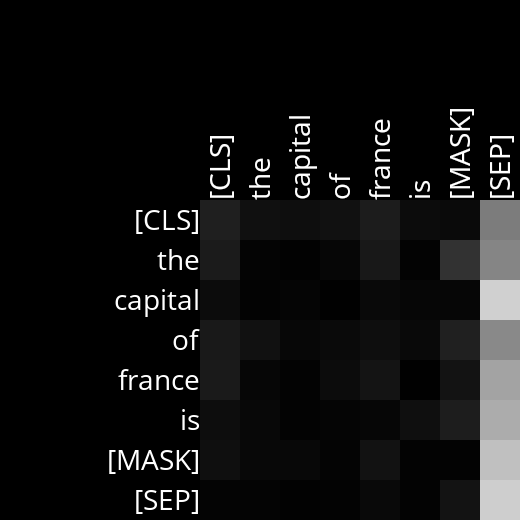 [CLS] the capital of france is [MASK] [SEP]
[CLS]
the
capital
of
france
is
[MASK]
[SEP]